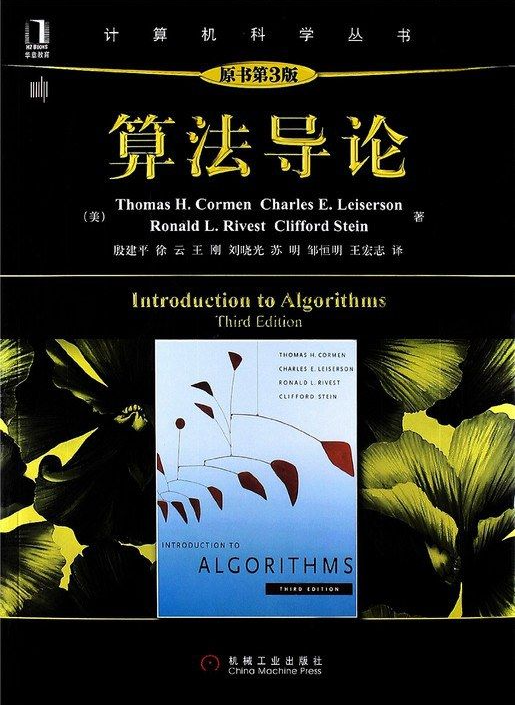 HZ BOOKS
华章教育
计算机科学丛书
原书第3版
算法导论
(美) Thomas H. Cormen Charles E. Leiserson
Ronald L. Rivest Clifford Stein 著
殷建平 徐云 王刚 刘晓光 苏明 邹恒明 王宏志 译
Introduction to Algorithms
Third Edition
THOMAS H. CORMEN
CHARLES E. LEISERSON
RONALD L. RIVEST
CLIFFORD STEIN
INTRODUCTION TO
ALGORITHMS
THIRD EDITION
机械工业出版社
China Machine Press